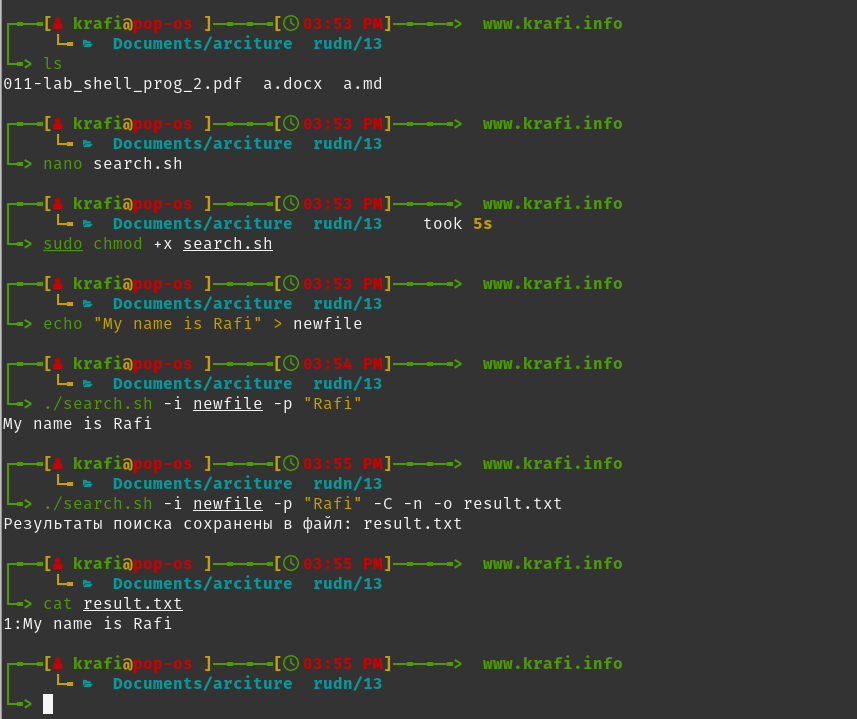 [ krafi@pop-os ] [ 03:53 PM] > www.krafi.info
Documents/arciture rudn/13
> ls
011-lab_shell_prog_2.pdf a.docx a.md
[ krafi@pop-os ] [ 03:53 PM] > www.krafi.info
Documents/arciture rudn/13
> nano search.sh
[ krafi@pop-os ] [ 03:53 PM] > www.krafi.info
Documents/arciture rudn/13 took 5s
> sudo chmod +x search.sh
[ krafi@pop-os ] [ 03:53 PM] > www.krafi.info
Documents/arciture rudn/13
> echo "My name is Rafi" > newfile
[ krafi@pop-os ] [ 03:54 PM] > www.krafi.info
Documents/arciture rudn/13
> ./search.sh -i newfile -p "Rafi"
My name is Rafi
[ krafi@pop-os ] [ 03:55 PM] > www.krafi.info
Documents/arciture rudn/13
> ./search.sh -i newfile -p "Rafi" -C -n -o result.txt
Результаты поиска сохранены в файл: result.txt
[ krafi@pop-os ] [ 03:55 PM] > www.krafi.info
Documents/arciture rudn/13
> cat result.txt
1:My name is Rafi
[ krafi@pop-os ] [ 03:55 PM] > www.krafi.info
Documents/arciture rudn/13
>